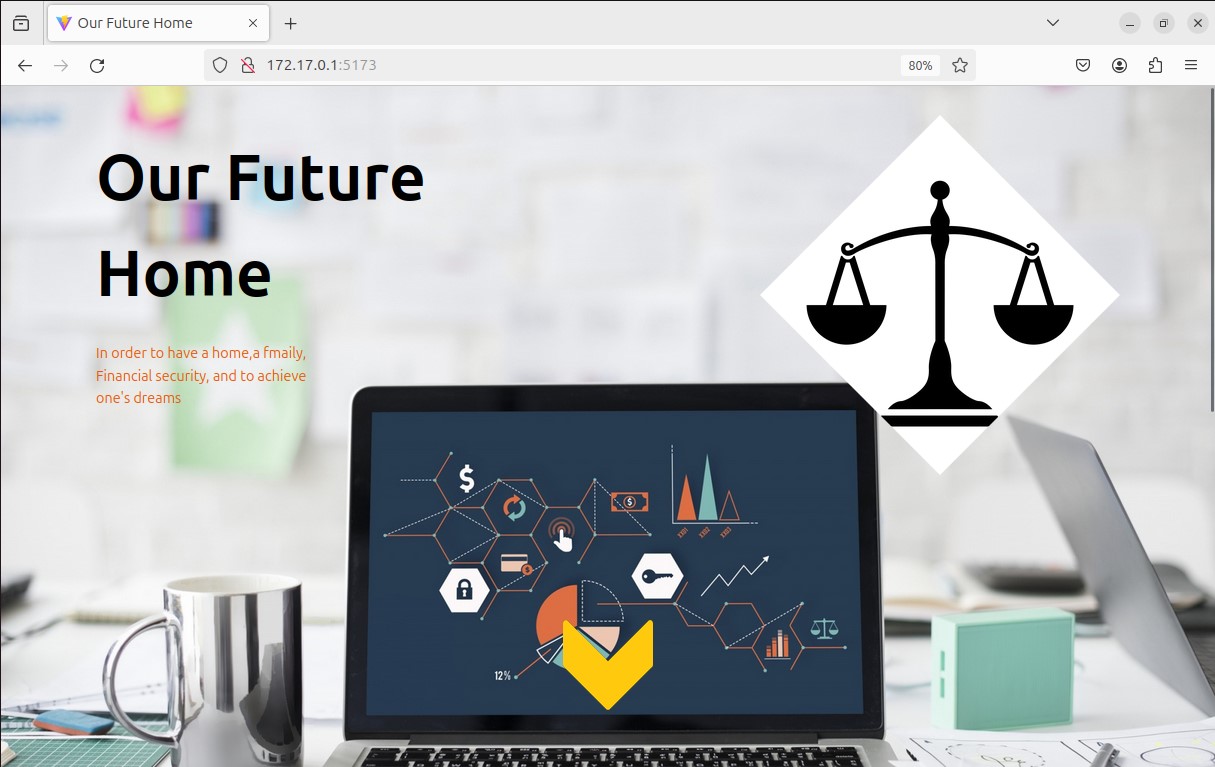 Our Future Home
172.17.0.1:5173
80%
Our Future
Home
In order to have a home,a fmaily,
Financial security, and to achieve
one's dreams
$
$
$
12%